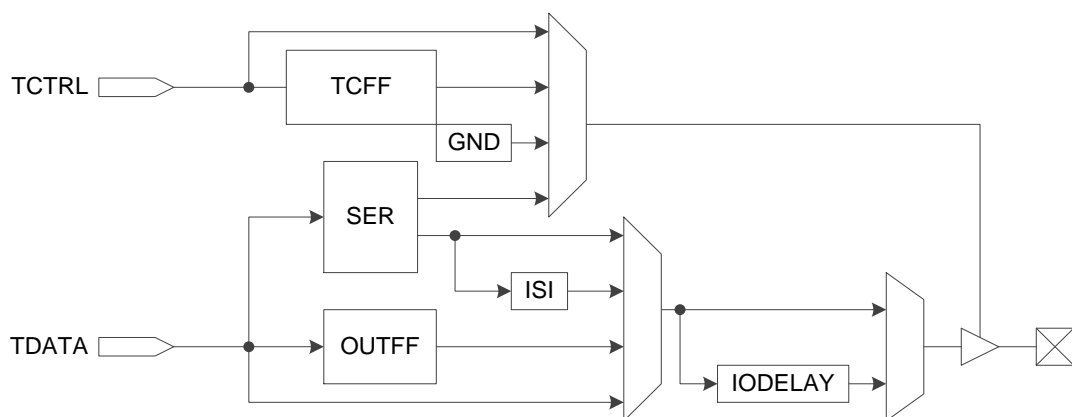 TCTRL
TCFF
GND
SER
ISI
TDATA
OUTFF
IODELAY